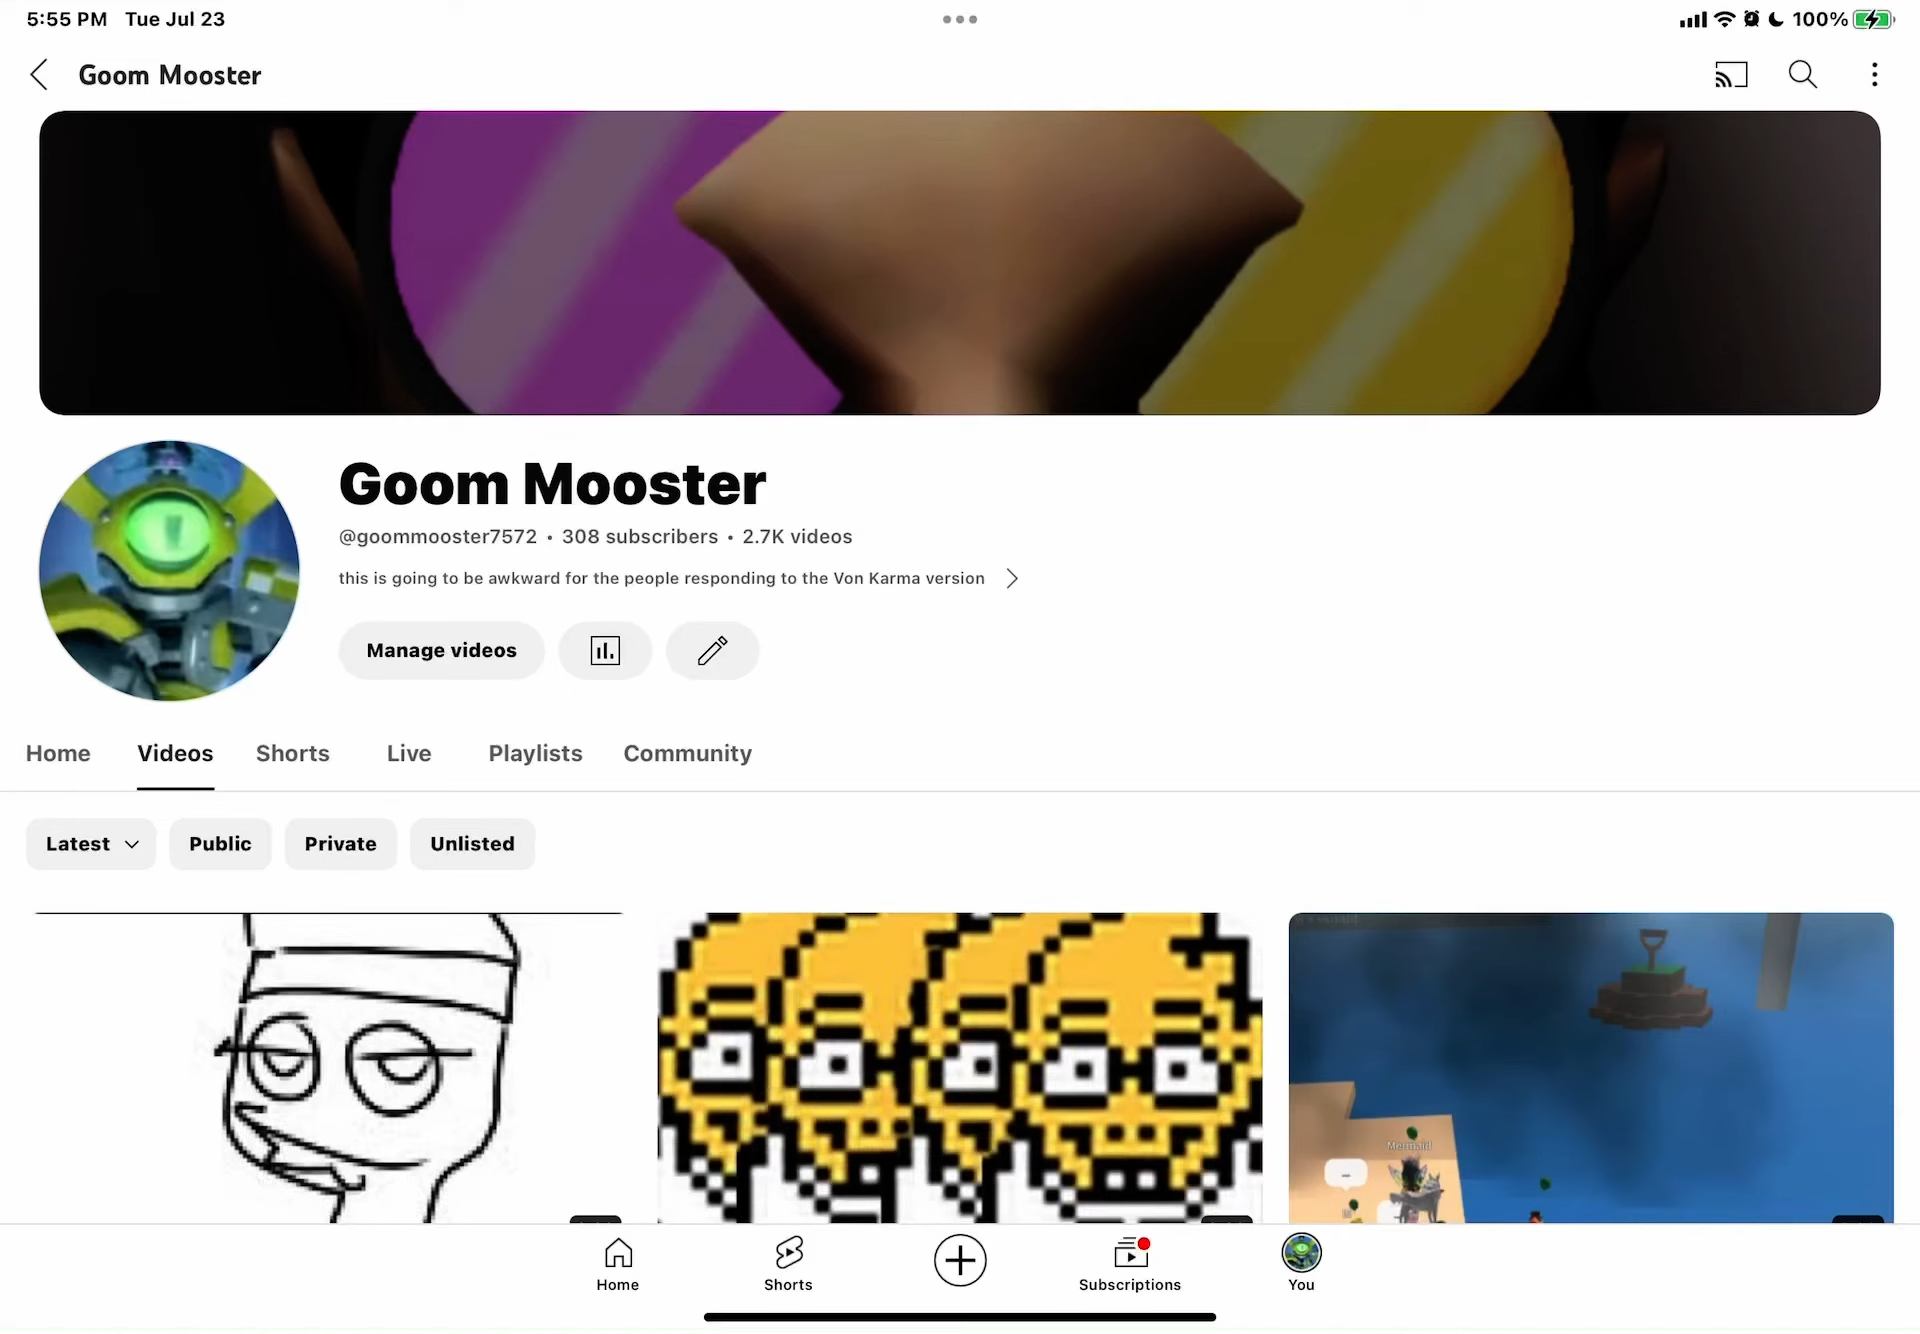 5:55 PM Tue Jul 23
100%
Goom Mooster
Goom Mooster
@goommooster7572 • 308 subscribers • 2.7K videos
this is going to be awkward for the people responding to the Von Karma version
Manage videos
Home Videos Shorts Live Playlists Community
Latest Public Private Unlisted
Mermaid
Home Shorts Subscriptions You